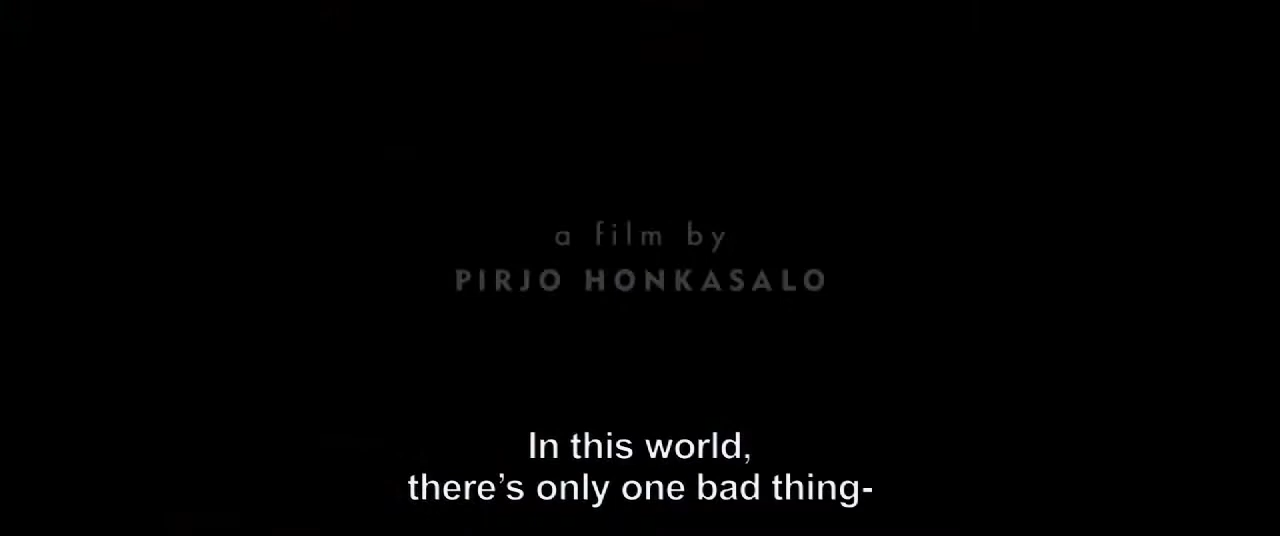 a film by
PIRJO HONKASALO
In this world,
there’s only one bad thing-